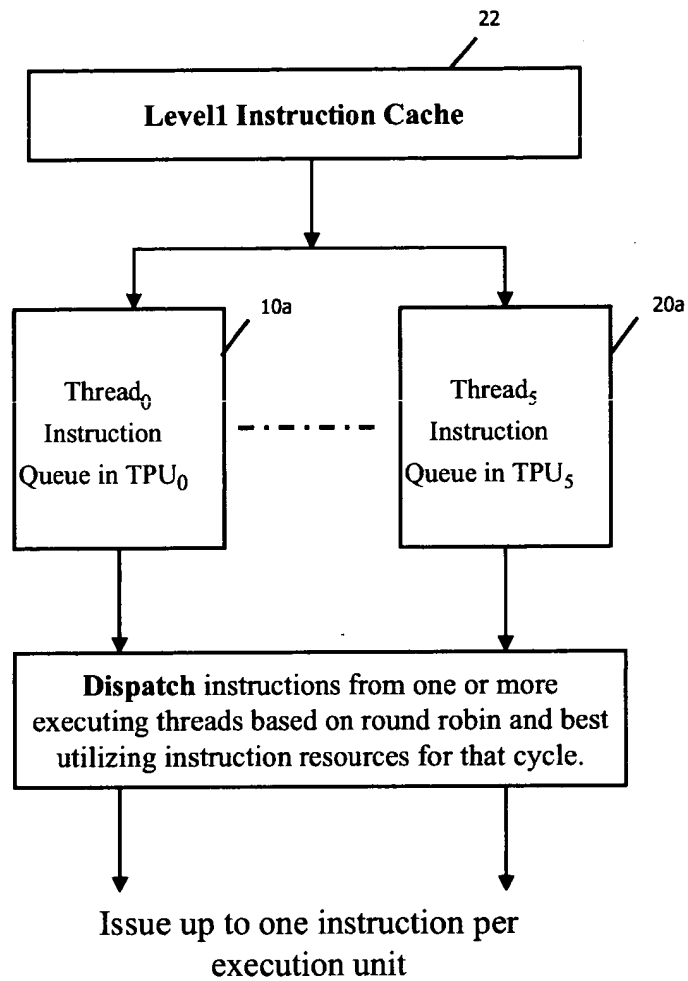 22
Level1 Instruction Cache
10a
20a
Thread0
Instruction
Queue in TPU0
Thread5
Instruction
Queue in TPU5
Dispatch instructions from one or more
executing threads based on round robin and best
utilizing instruction resources for that cycle.
Issue up to one instruction per
execution unit